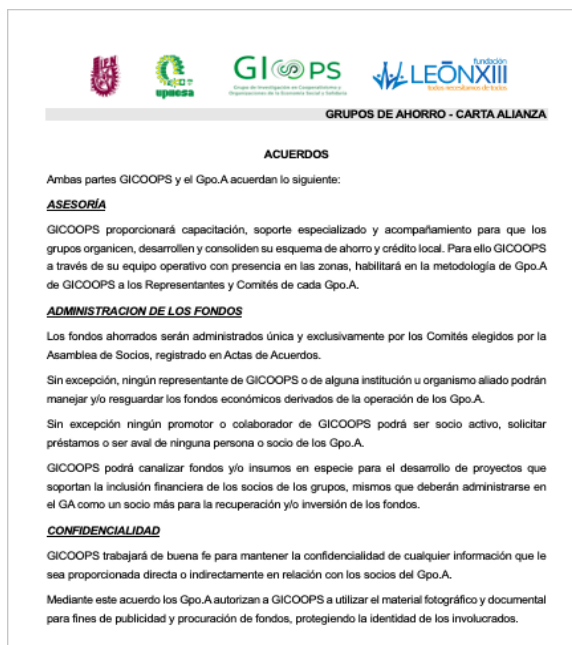 IPN
upiicsa
GICOOPS
Grupo de Investigación en Cooperativismo y
Organizaciones de la Economía Social y Solidaria
fundación
LEÓNXIII
todos necesitamos de todos
GRUPOS DE AHORRO - CARTA ALIANZA
ACUERDOS
Ambas partes GICOOPS y el Gpo.A acuerdan lo siguiente:
ASESORÍA
GICOOPS proporcionará capacitación, soporte especializado y acompañamiento para que los
grupos organicen, desarrollen y consoliden su esquema de ahorro y crédito local. Para ello GICOOPS
a través de su equipo operativo con presencia en las zonas, habilitará en la metodología de Gpo.A
de GICOOPS a los Representantes y Comités de cada Gpo.A.
ADMINISTRACION DE LOS FONDOS
Los fondos ahorrados serán administrados única y exclusivamente por los Comités elegidos por la
Asamblea de Socios, registrado en Actas de Acuerdos.
Sin excepción, ningún representante de GICOOPS o de alguna institución u organismo aliado podrán
manejar y/o resguardar los fondos económicos derivados de la operación de los Gpo.A.
Sin excepción ningún promotor o colaborador de GICOOPS podrá ser socio activo, solicitar
préstamos o ser aval de ninguna persona o socio de los Gpo.A.
GICOOPS podrá canalizar fondos y/o insumos en especie para el desarrollo de proyectos que
soportan la inclusión financiera de los socios de los grupos, mismos que deberán administrarse en
el GA como un socio más para la recuperación y/o inversión de los fondos.
CONFIDENCIALIDAD
GICOOPS trabajará de buena fe para mantener la confidencialidad de cualquier información que le
sea proporcionada directa o indirectamente en relación con los socios del Gpo.A.
Mediante este acuerdo los Gpo.A autorizan a GICOOPS a utilizar el material fotográfico y documental
para fines de publicidad y procuración de fondos, protegiendo la identidad de los involucrados.